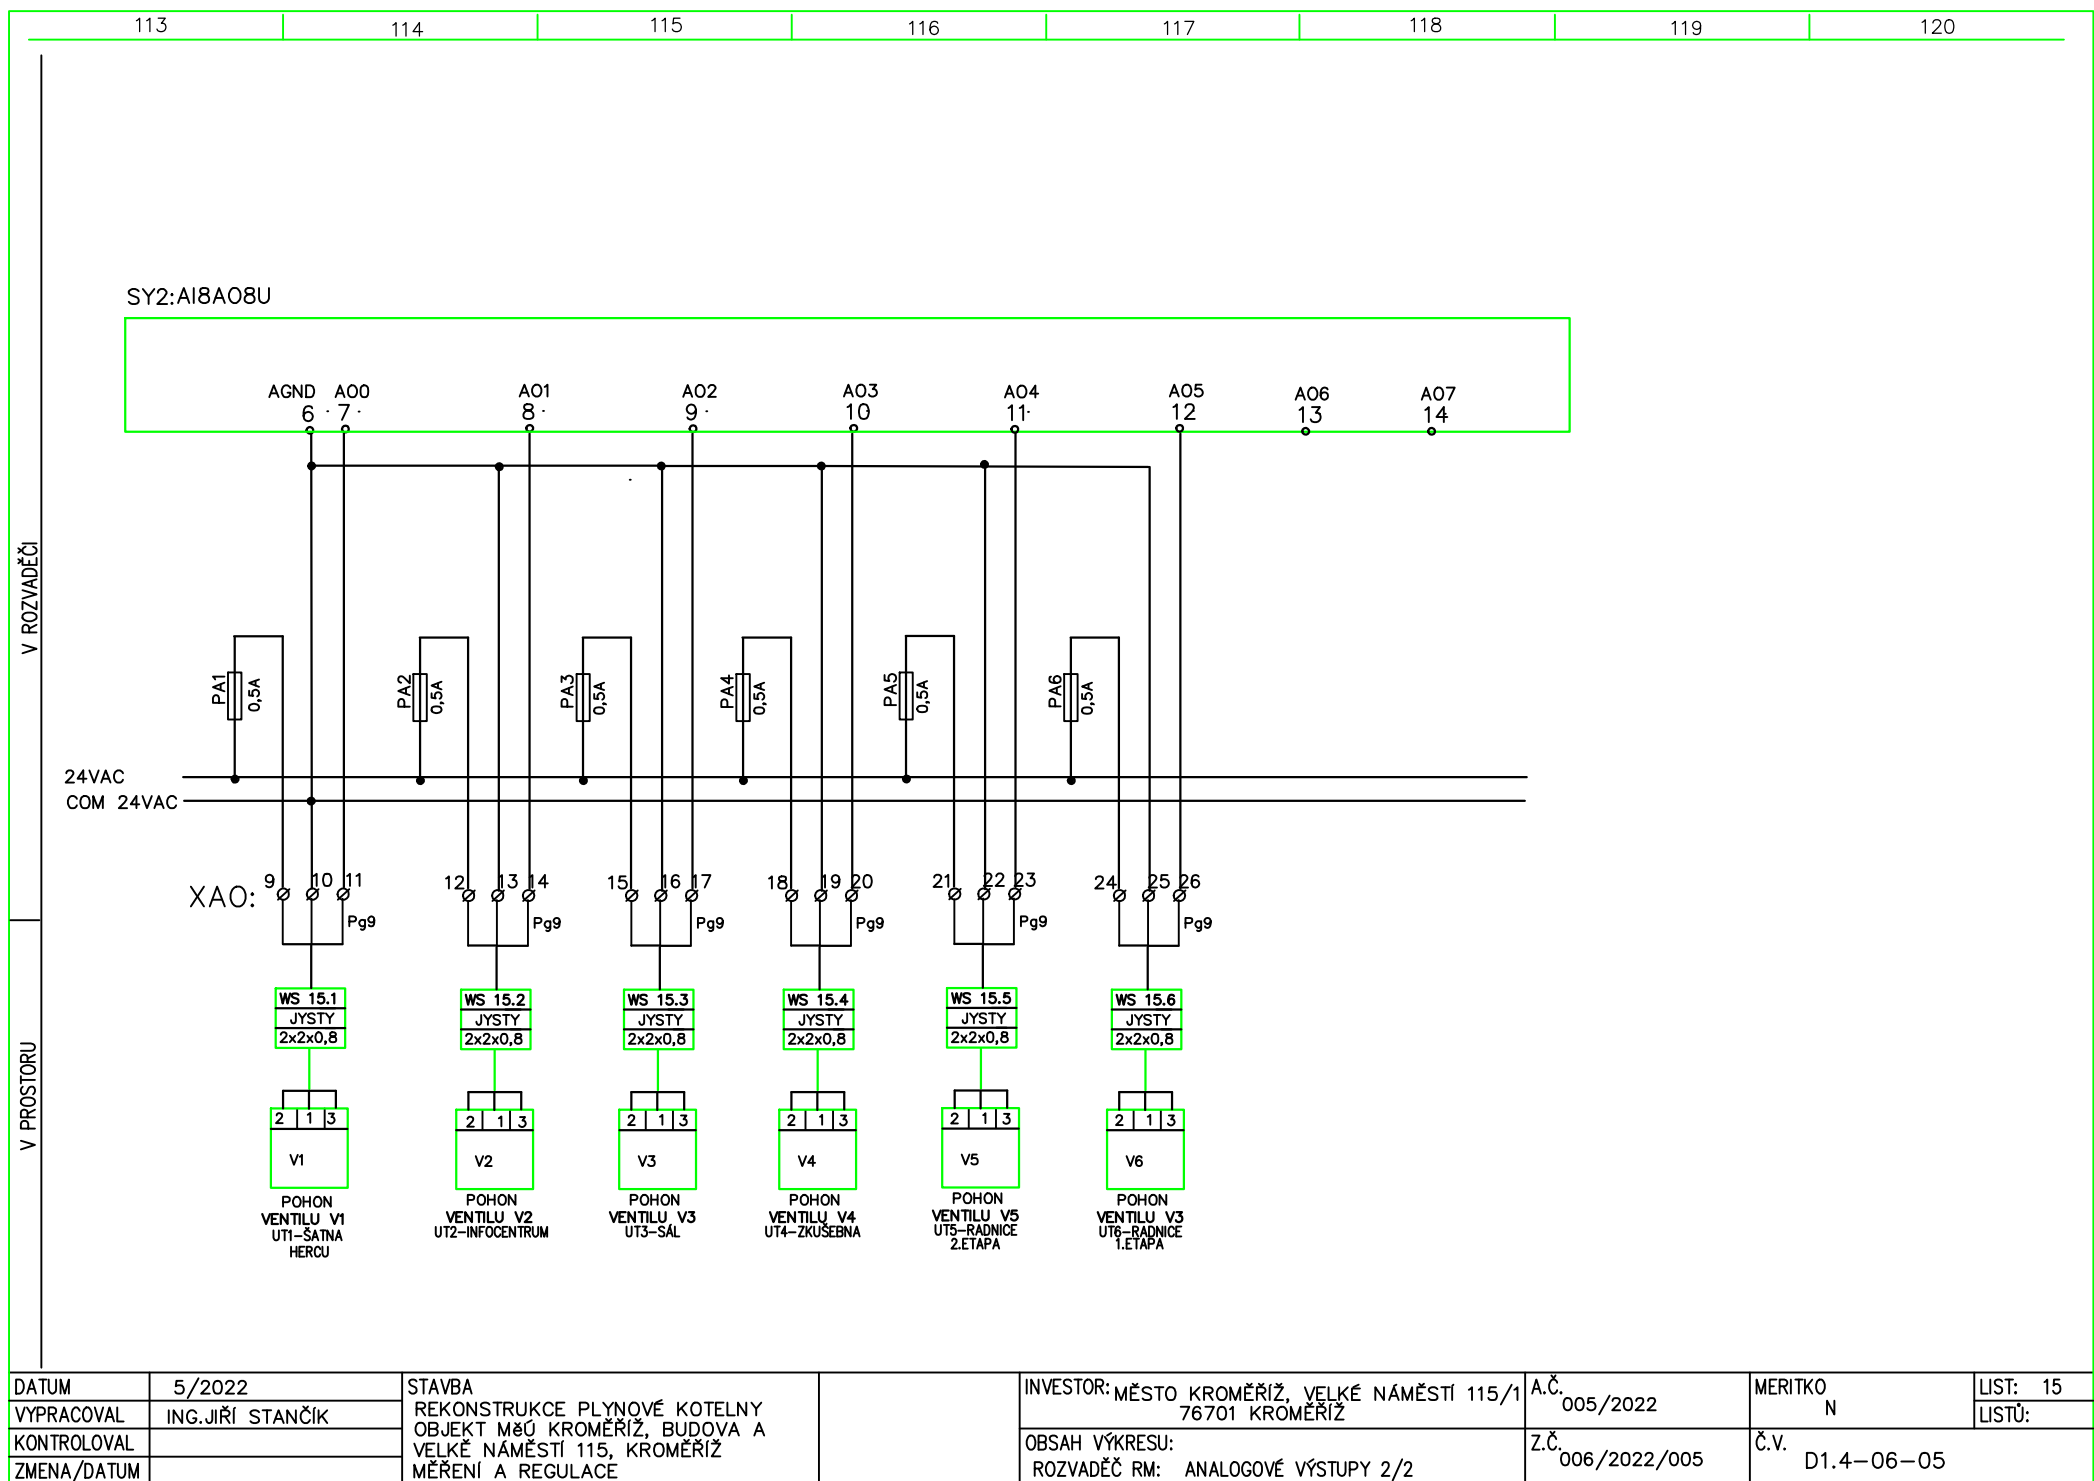 113 114 115 116 117 118 119 120
SY2:AI8AO8U
AGND AO0 AO1 AO2 AO3 AO4 AO5 AO6 AO7
6 7 8 9 10 11 12 13 14
V ROZVADĚČI
PA1 0,5A PA2 0,5A PA3 0,5A PA4 0,5A PA5 0,5A PA6 0,5A
24VAC
COM 24VAC
XAO: 9 10 11 12 13 14 15 16 17 18 19 20 21 22 23 24 25 26
Pg9 Pg9 Pg9 Pg9 Pg9 Pg9
V PROSTORU
WS 15.1 WS 15.2 WS 15.3 WS 15.4 WS 15.5 WS 15.6
JYSTY JYSTY JYSTY JYSTY JYSTY JYSTY
2x2x0,8 2x2x0,8 2x2x0,8 2x2x0,8 2x2x0,8 2x2x0,8
2 1 3 2 1 3 2 1 3 2 1 3 2 1 3 2 1 3
V1 V2 V3 V4 V5 V6
POHON POHON POHON POHON POHON POHON
VENTILU V1 VENTILU V2 VENTILU V3 VENTILU V4 VENTILU V5 VENTILU V3
UT1-ŠATNA UT2-INFOCENTRUM UT3-SÁL UT4-ZKUŠEBNA UT5-RADNICE UT6-RADNICE
HERCU 2.ETAPA 1.ETAPA
DATUM 5/2022
VYPRACOVAL ING.JIŘÍ STANČÍK
KONTROLOVAL
ZMENA/DATUM
STAVBA
REKONSTRUKCE PLYNOVÉ KOTELNY
OBJEKT MěÚ KROMĚŘÍŽ, BUDOVA A
VELKÉ NÁMĚSTÍ 115, KROMĚŘÍŽ
MĚŘENÍ A REGULACE
INVESTOR: MĚSTO KROMĚŘÍŽ, VELKÉ NÁMĚSTÍ 115/1
76701 KROMĚŘÍŽ
OBSAH VÝKRESU:
ROZVADĚČ RM: ANALOGOVÉ VÝSTUPY 2/2
A.Č. 005/2022
Z.Č. 006/2022/005
MERITKO
N
Č.V. D1.4-06-05
LIST: 15
LISTŮ: